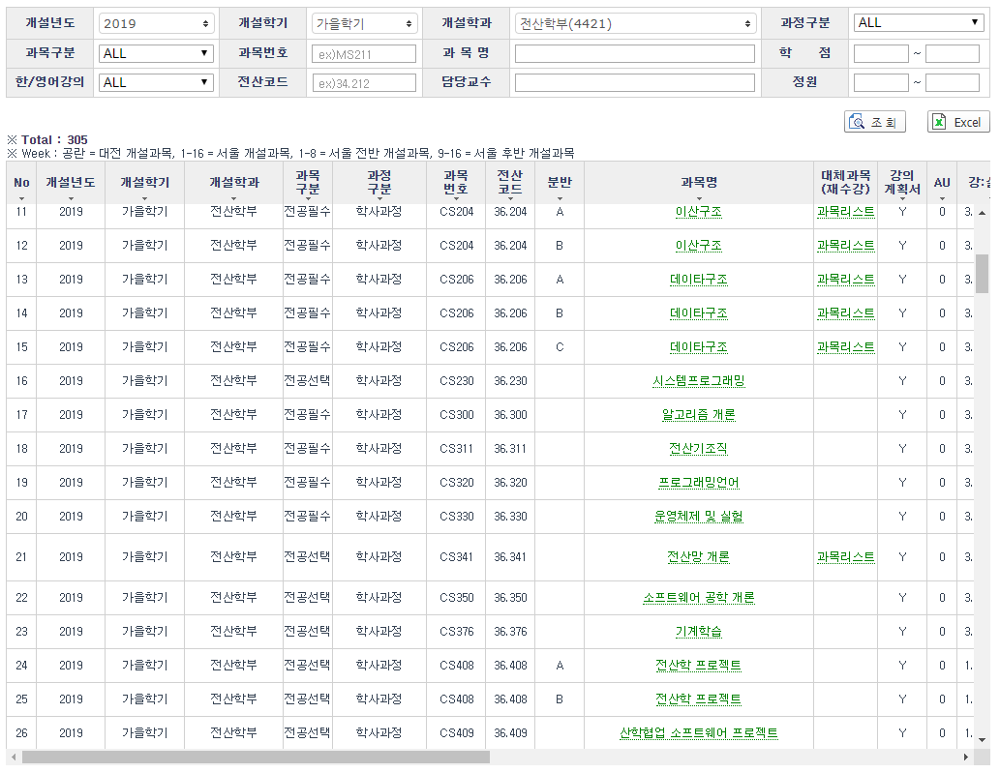 개설년도 2019 개설학기 가을학기 개설학과 전산학부(4421) 과정구분 ALL
과목구분 ALL 과목번호 ex)MS211 과 목 명 학 점 ~
한/영어강의 ALL 전산코드 ex)34.212 담당교수 정원 ~
조 회 Excel
※ Total : 305
※ Week : 공란 = 대전 개설과목, 1-16 = 서울 개설과목, 1-8 = 서울 전반 개설과목, 9-16 = 서울 후반 개설과목
No 개설년도 개설학기 개설학과 과목구분 과정구분 과목번호 전산코드 분반 과목명 대체과목(재수강) 강의계획서 AU 강:실
11 2019 가을학기 전산학부 전공필수 학사과정 CS204 36.204 A 이산구조 과목리스트 Y 0 3.
12 2019 가을학기 전산학부 전공필수 학사과정 CS204 36.204 B 이산구조 과목리스트 Y 0 3.
13 2019 가을학기 전산학부 전공필수 학사과정 CS206 36.206 A 데이타구조 과목리스트 Y 0 3.
14 2019 가을학기 전산학부 전공필수 학사과정 CS206 36.206 B 데이타구조 과목리스트 Y 0 3.
15 2019 가을학기 전산학부 전공필수 학사과정 CS206 36.206 C 데이타구조 과목리스트 Y 0 3.
16 2019 가을학기 전산학부 전공선택 학사과정 CS230 36.230 시스템프로그래밍 Y 0 3.
17 2019 가을학기 전산학부 전공필수 학사과정 CS300 36.300 알고리즘 개론 Y 0 3.
18 2019 가을학기 전산학부 전공필수 학사과정 CS311 36.311 전산기조직 Y 0 3.
19 2019 가을학기 전산학부 전공필수 학사과정 CS320 36.320 프로그래밍언어 Y 0 3.
20 2019 가을학기 전산학부 전공필수 학사과정 CS330 36.330 운영체제 및 실험 Y 0 3.
21 2019 가을학기 전산학부 전공선택 학사과정 CS341 36.341 전산망 개론 과목리스트 Y 0 3.
22 2019 가을학기 전산학부 전공선택 학사과정 CS350 36.350 소프트웨어 공학 개론 Y 0 3.
23 2019 가을학기 전산학부 전공선택 학사과정 CS376 36.376 기계학습 Y 0 3.
24 2019 가을학기 전산학부 전공선택 학사과정 CS408 36.408 A 전산학 프로젝트 Y 0 1.
25 2019 가을학기 전산학부 전공선택 학사과정 CS408 36.408 B 전산학 프로젝트 Y 0 1.
26 2019 가을학기 전산학부 전공선택 학사과정 CS409 36.409 산학협업 소프트웨어 프로젝트 Y 0 1.